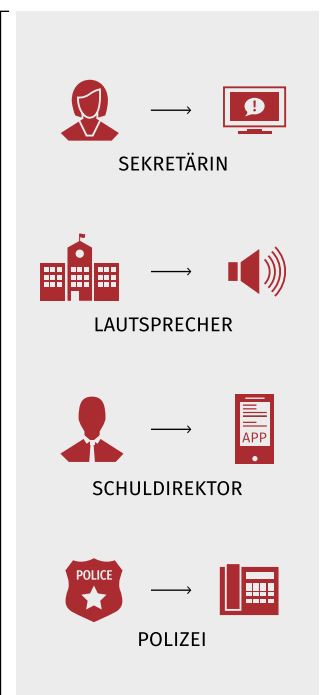 !
SEKRETÄRIN
LAUTSPRECHER
APP
SCHULDIREKTOR
POLICE
POLIZEI